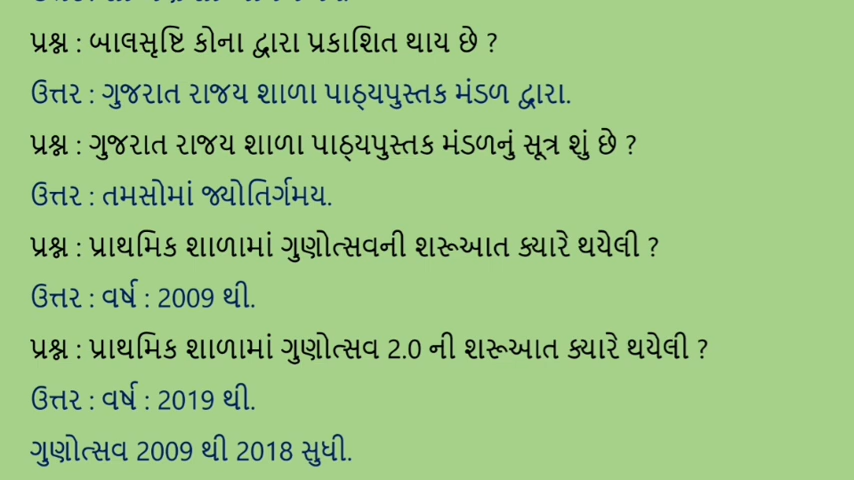 પ્રશ્ન : બાલસૃષ્ટિ કોના દ્વારા પ્રકાશિત થાય છે ?
ઉત્તર : ગુજરાત રાજય શાળા પાઠ્યપુસ્તક મંડળ દ્વારા.
પ્રશ્ન : ગુજરાત રાજય શાળા પાઠ્યપુસ્તક મંડળનું સૂત્ર શું છે ?
ઉત્તર : તમસોમાં જ્યોતિર્ગમય.
પ્રશ્ન : પ્રાથમિક શાળામાં ગુણોત્સવની શરૂઆત ક્યારે થયેલી ?
ઉત્તર : વર્ષ : 2009 થી.
પ્રશ્ન : પ્રાથમિક શાળામાં ગુણોત્સવ 2.0 ની શરૂઆત ક્યારે થયેલી ?
ઉત્તર : વર્ષ : 2019 થી.
ગુણોત્સવ 2009 થી 2018 સુધી.